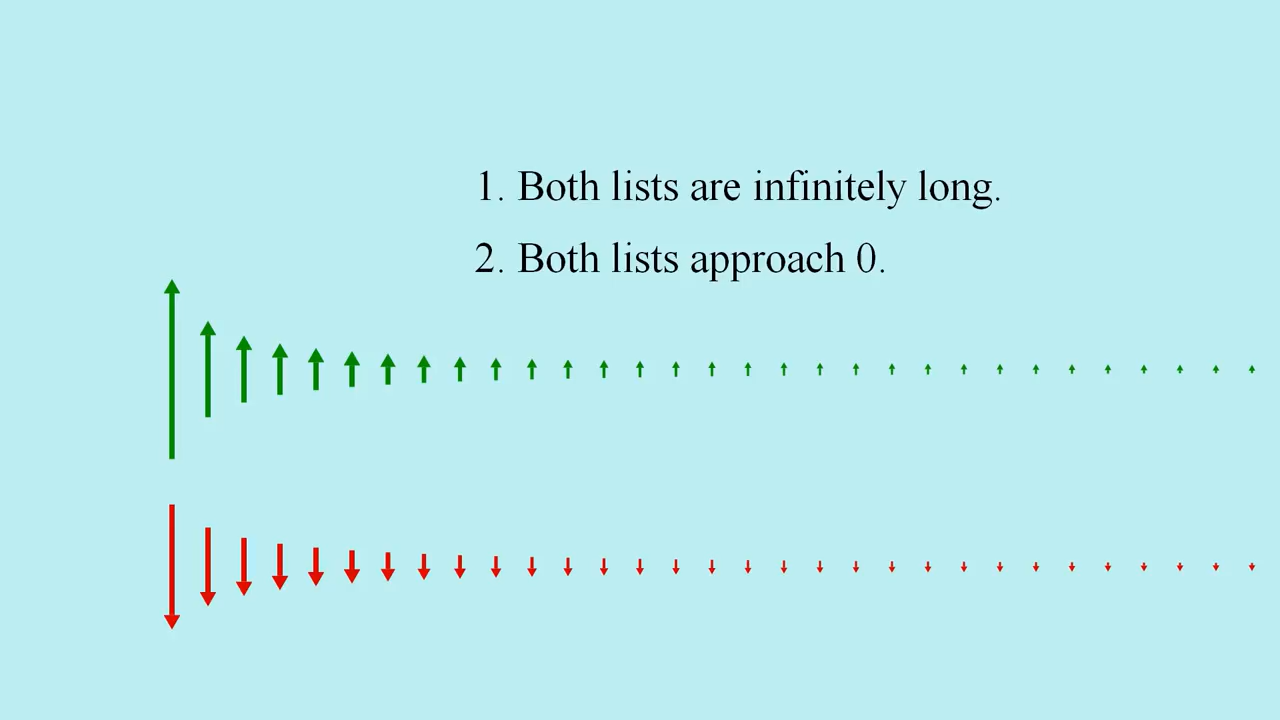 1. Both lists are infinitely long.
2. Both lists approach 0.